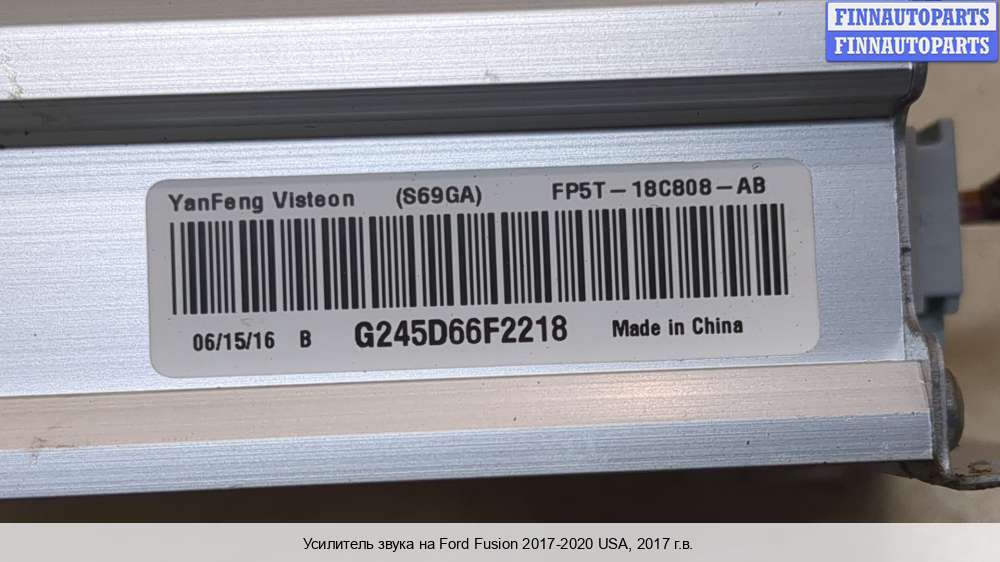 FINNAUTOPARTS
FINNAUTOPARTS
YanFeng Visteon (S69GA) FP5T-18C808-AB
06/15/16 B G245D66F2218 Made in China
Усилитель звука на Ford Fusion 2017-2020 USA, 2017 г.в.